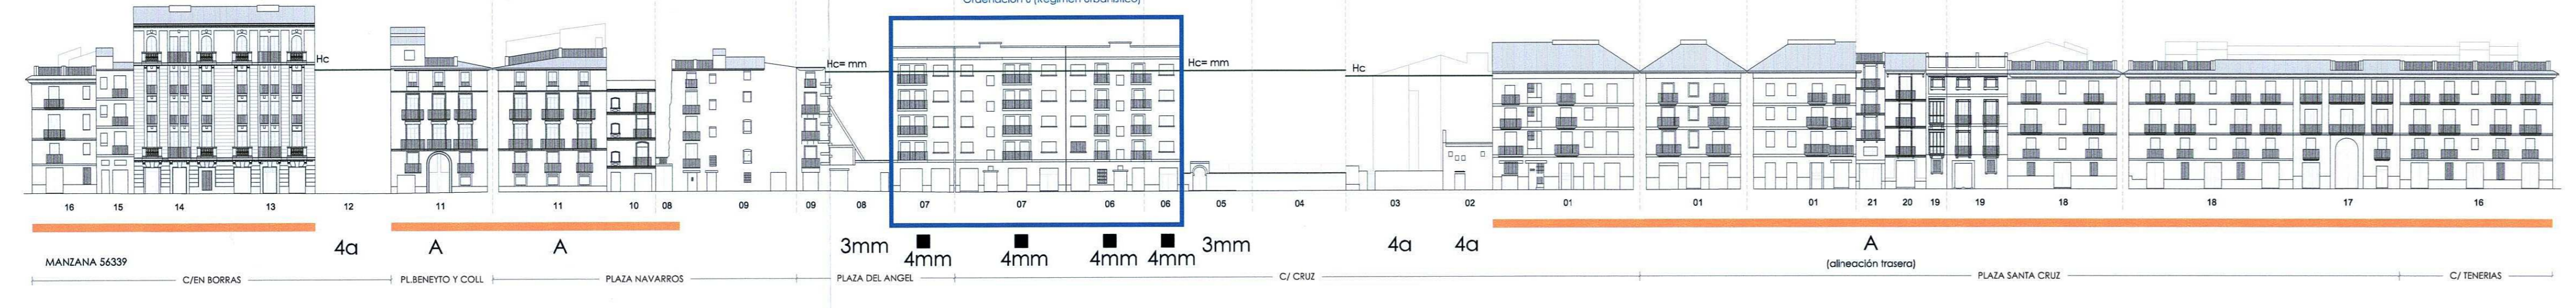 Ordenación J (Régimen urbanístico)
Hc
Hc= mm
Hc= mm
Hc
16 15 14 13 12 11 11 10 08 09 09 08 07 07 06 06 05 04 03 02 01 01 01 21 20 19 19 18 18 17 16
4a A A 3mm 4mm 4mm 4mm 4mm 3mm 4a 4a A
(alineación trasera)
MANZANA 56339
C/EN BORRAS PL.BENEYTO Y COLL PLAZA NAVARROS PLAZA DEL ANGEL C/ CRUZ PLAZA SANTA CRUZ C/ TENERIAS